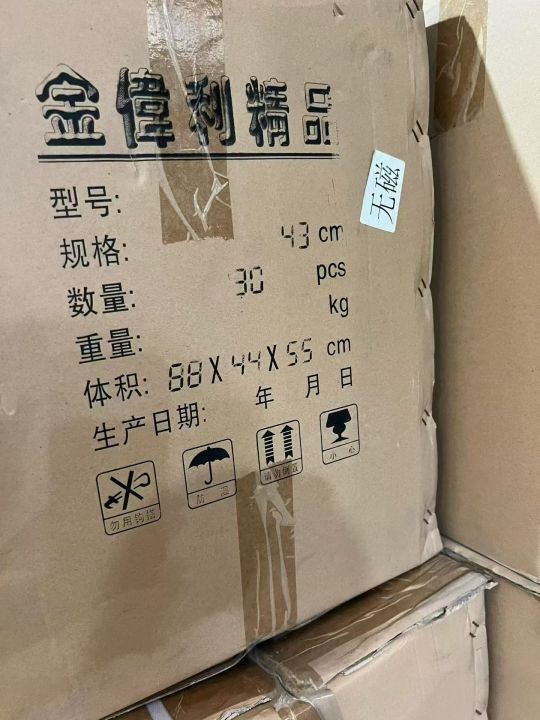 金偉利精品
无磁
型号:
规格: 43 cm
数量: 30 pcs
重量: kg
体积: 88X44X55 cm
生产日期: 年 月 日
勿用钩搭
防 湿
请勿倒置
小 心